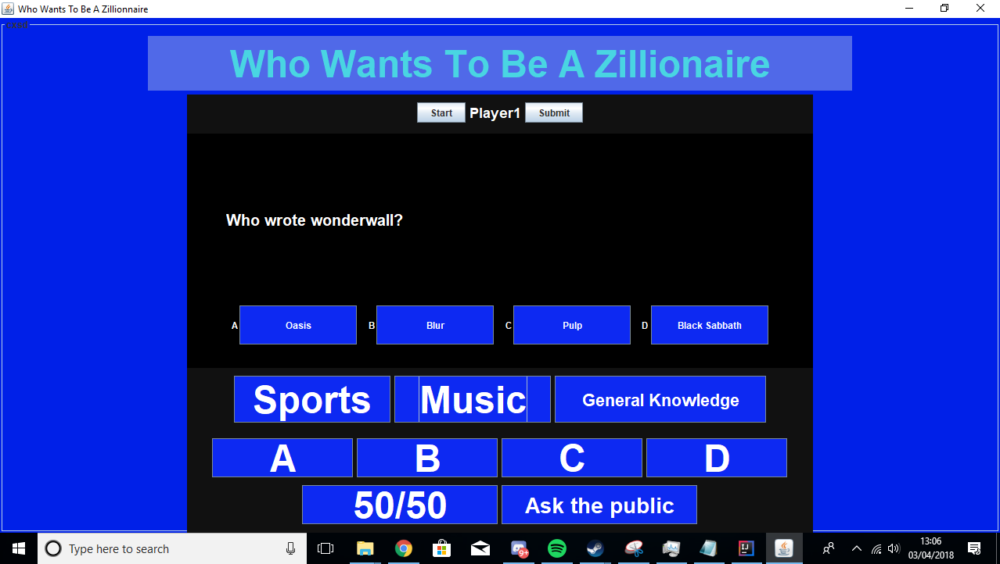 Who Wants To Be A Zillionnaire
Who Wants To Be A Zillionaire
Start Player1 Submit
Who wrote wonderwall?
A Oasis B Blur C Pulp D Black Sabbath
Sports Music General Knowledge
A B C D
50/50 Ask the public
Type here to search
9+
IJ
13:06
03/04/2018